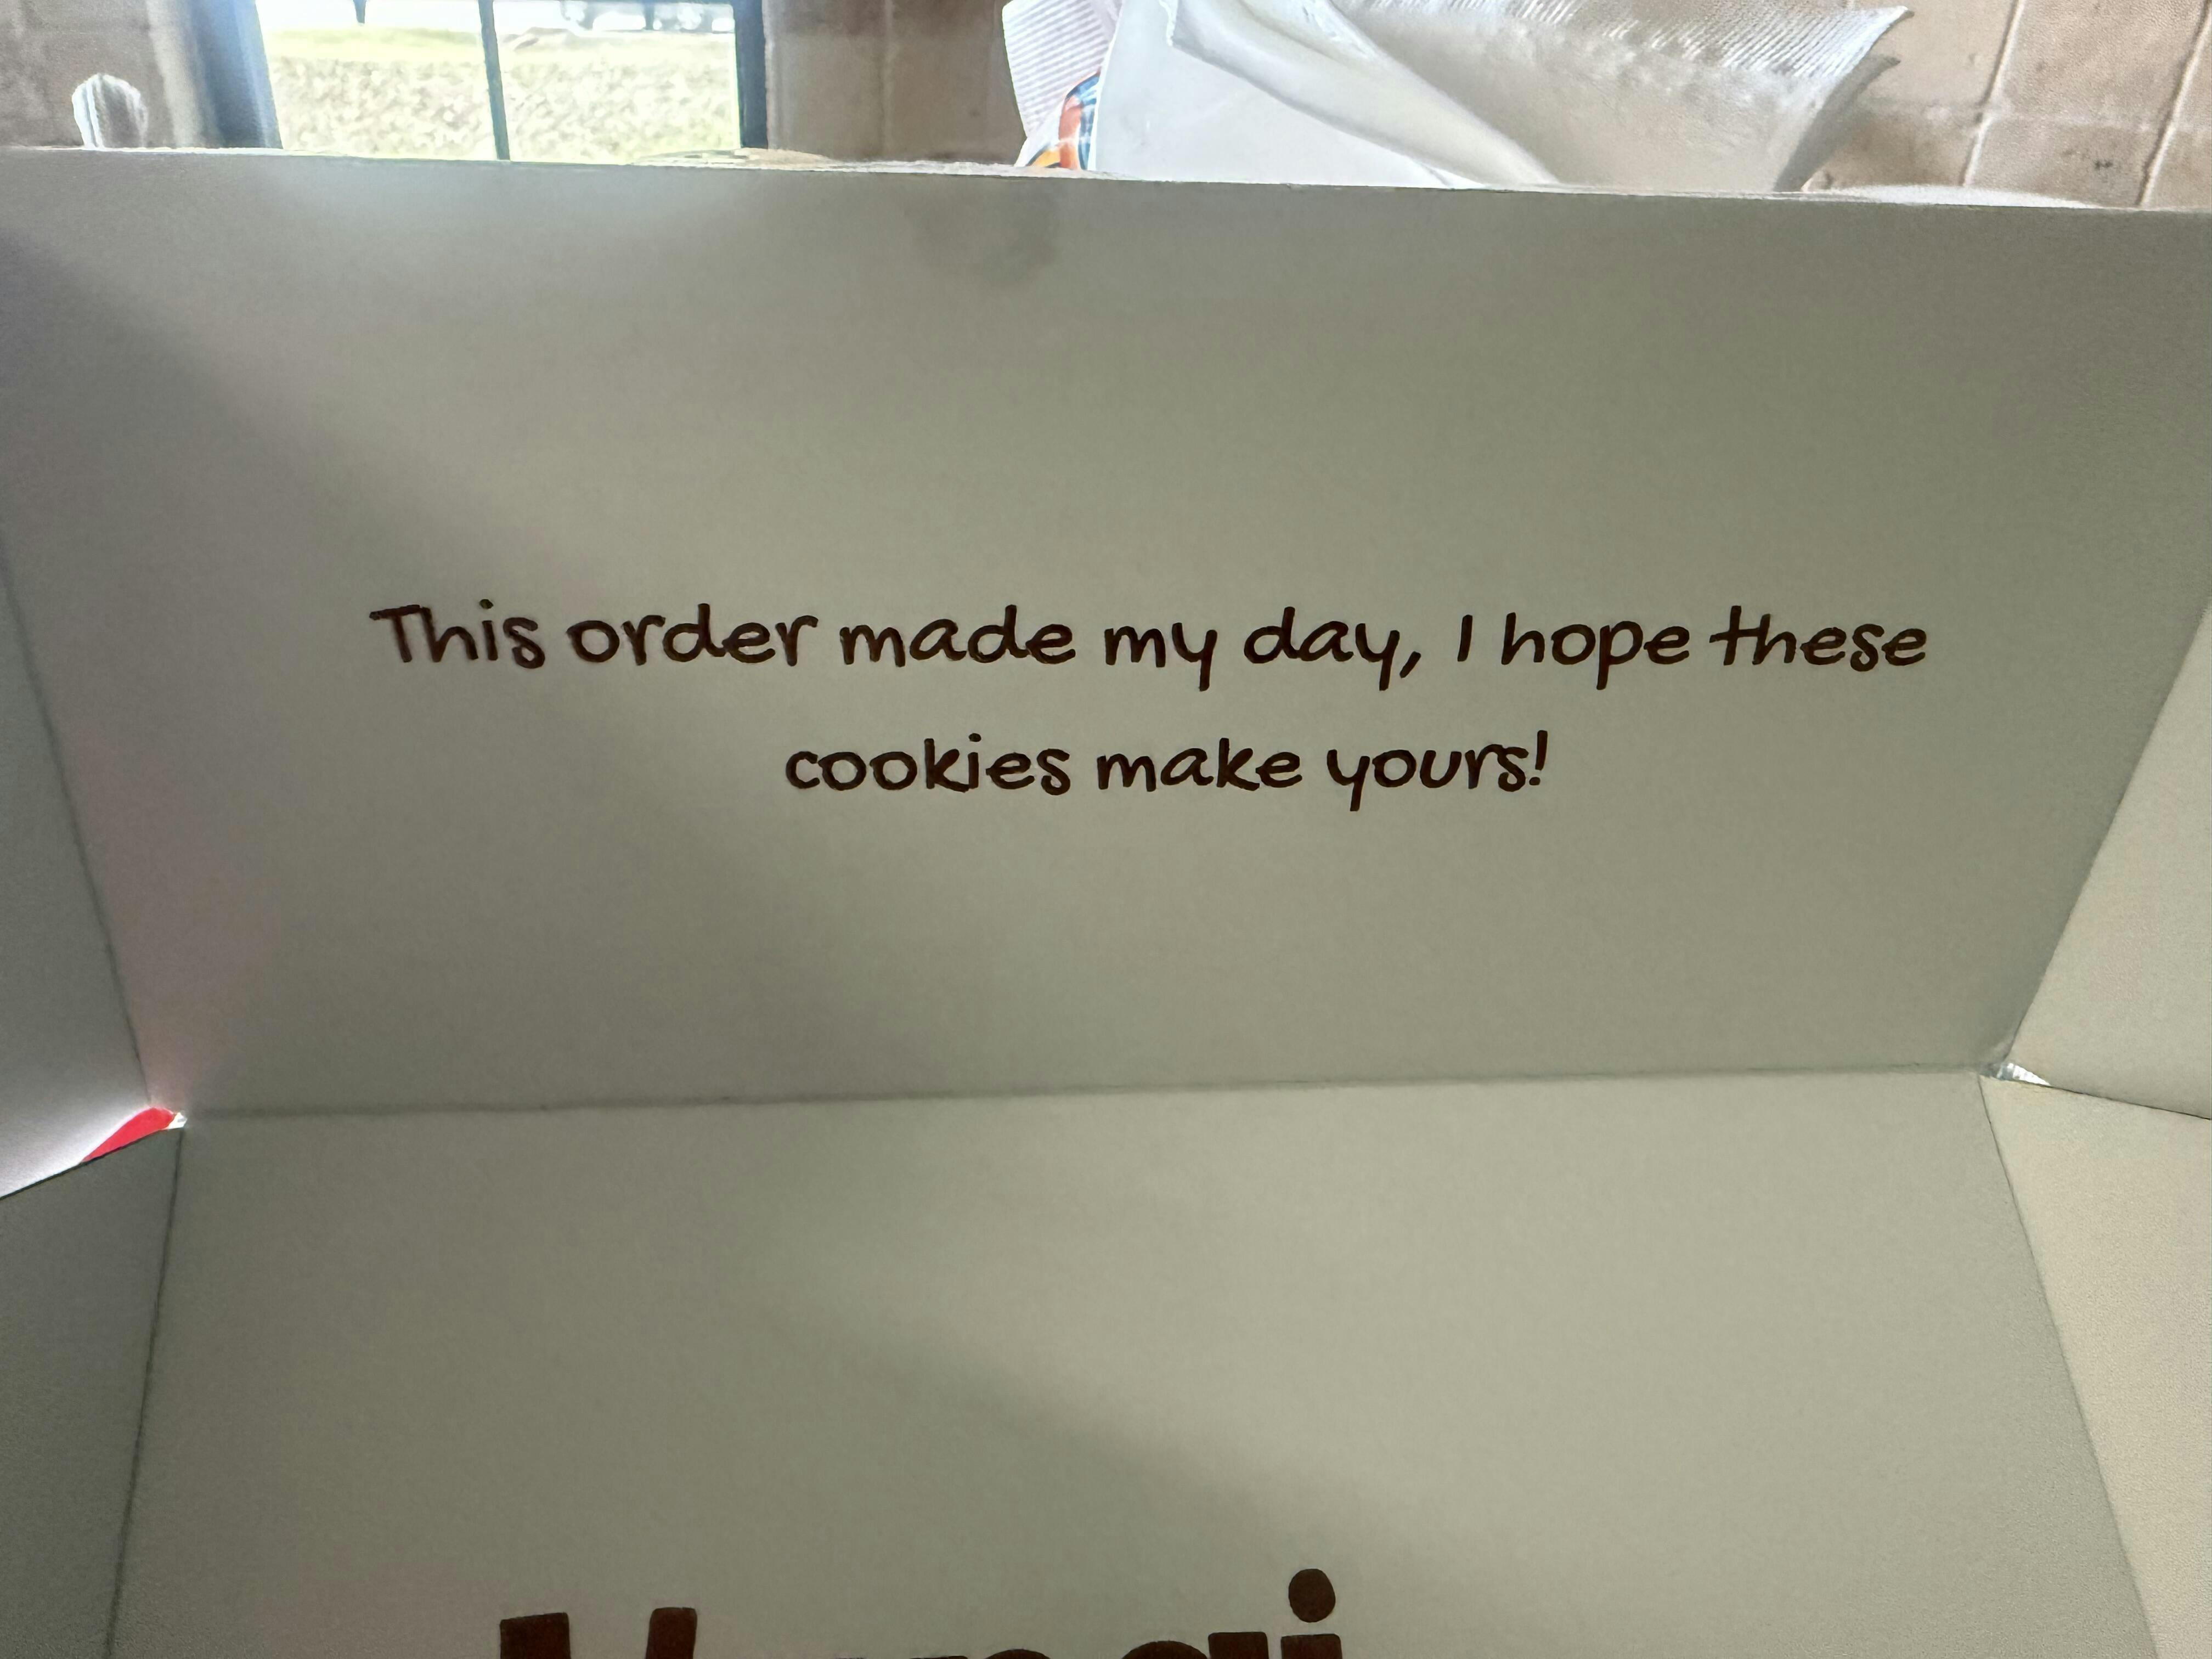 This order made my day, I hope these
cookies make yours!